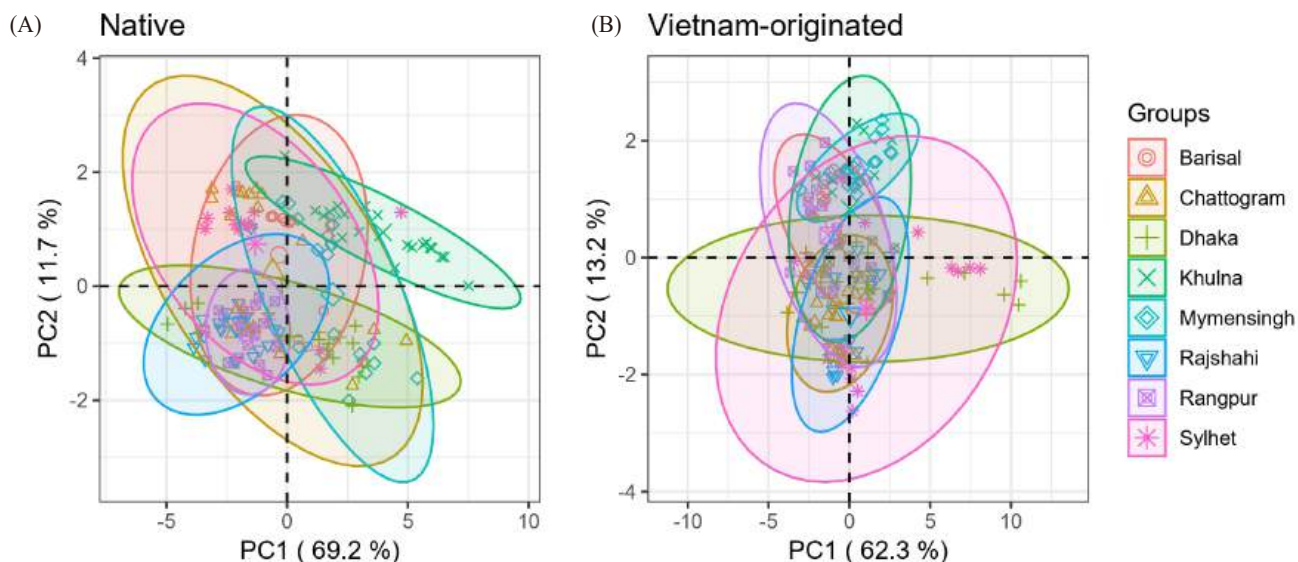 (A) Native
(B) Vietnam-originated
4
2
0
-2
PC2 ( 11.7 %)
-5
0
5
10
PC1 ( 69.2 %)
2
0
-2
-4
PC2 ( 13.2 %)
-10
-5
0
5
10
PC1 ( 62.3 %)
Groups
Barisal
Chattogram
Dhaka
Khulna
Mymensingh
Rajshahi
Rangpur
Sylhet